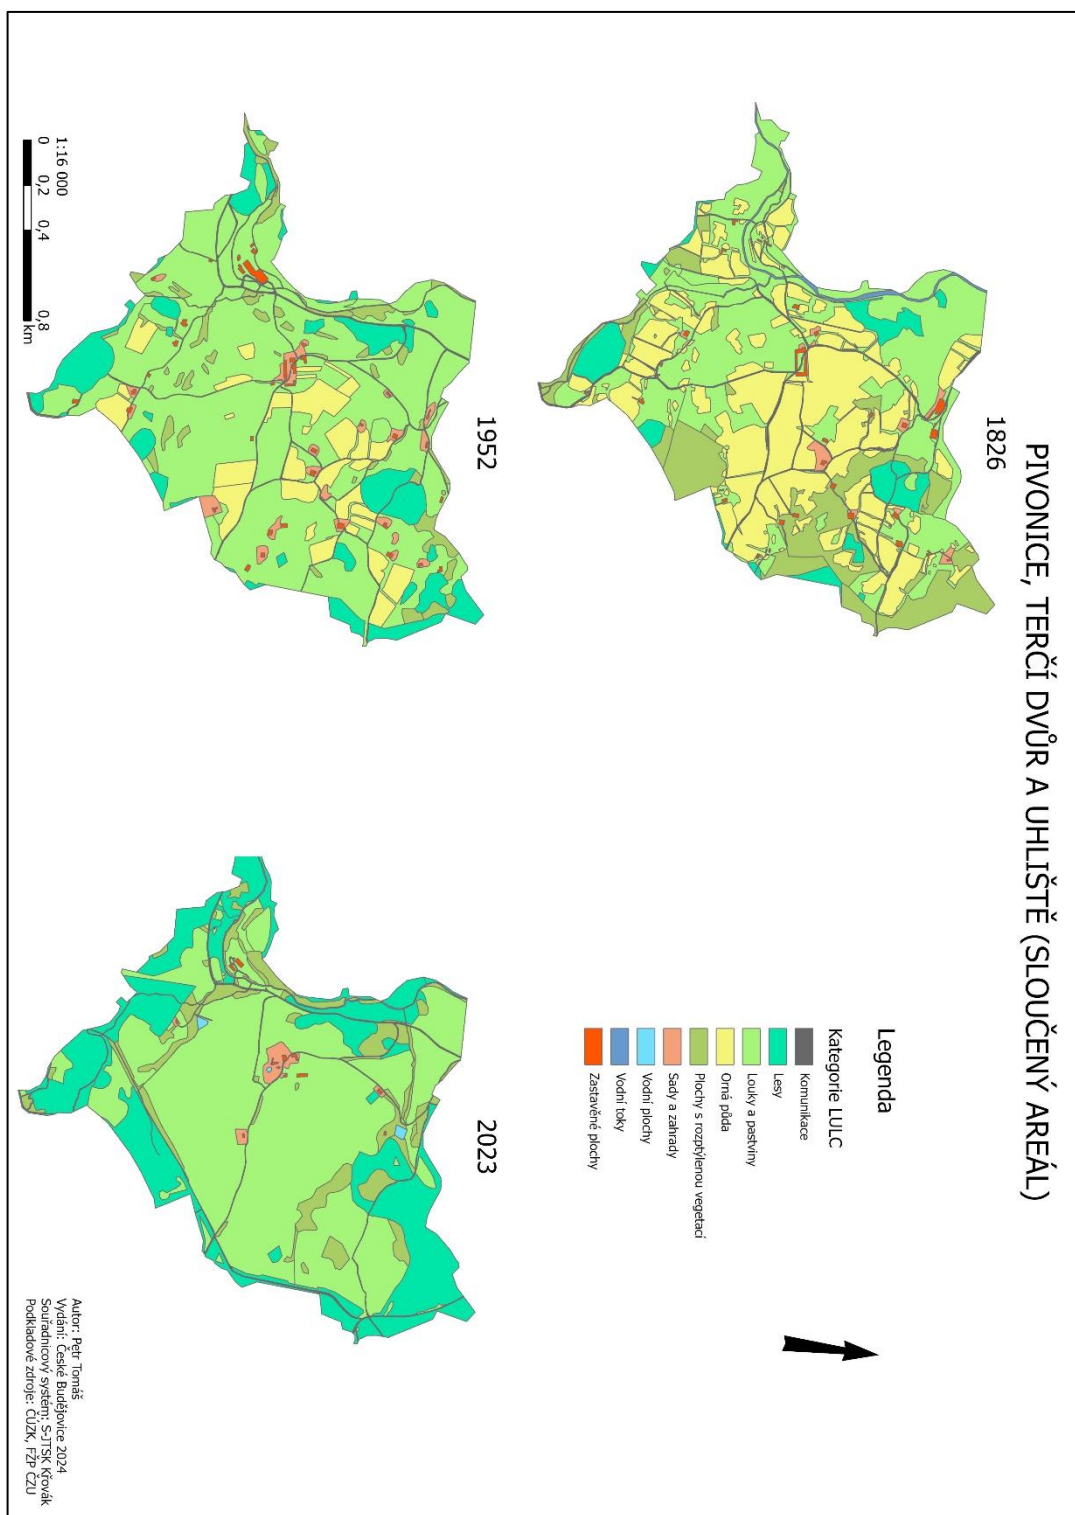 PIVONICE, TERČÍ DVŮR A UHLIŠTĚ (SLOUČENÝ AREÁL)
1826
Legenda
Kategorie LULC
Komunikace
Lesy
Louky a pastviny
Orná půda
Plochy s rozptýlenou vegetací
Sady a zahrady
Vodní plochy
Vodní toky
Zastavěné plochy
1952
2023
1:16 000
0 0,2 0,4 0,8
km
Autor: Petr Tomáš
Vydání: České Budějovice 2024
Souřadnicový systém: S-JTSK Křovák
Podkladové zdroje: ČÚZK, FŽP ČZU